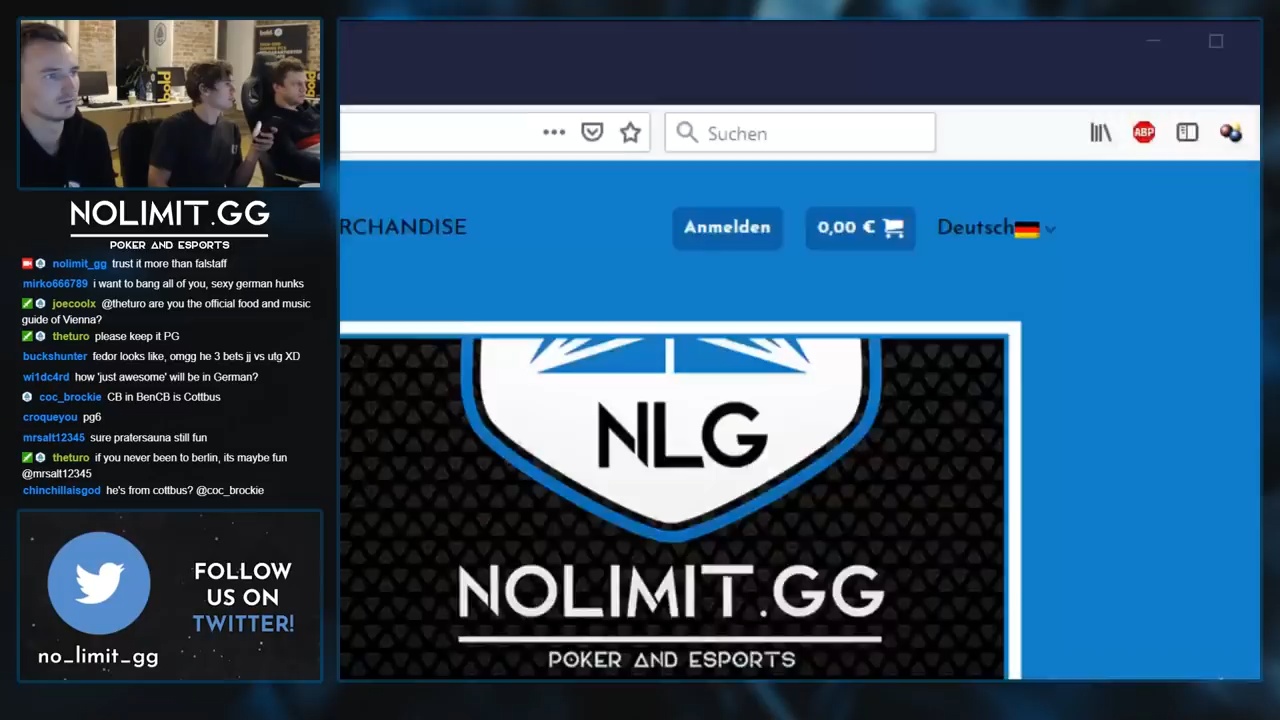 bold
bold
NOLIMIT.GG
POKER AND ESPORTS
nolimit_gg trust it more than falstaff
mirko666789 i want to bang all of you, sexy german hunks
joecoolx @theturo are you the official food and music
guide of Vienna?
theturo please keep it PG
buckshunter fedor looks like, omgg he 3 bets jj vs utg XD
wi1dc4rd how 'just awesome' will be in German?
coc_brockie CB in BenCB is Cottbus
croqueyou pg6
mrsalt12345 sure pratersauna still fun
theturo if you never been to berlin, its maybe fun
@mrsalt12345
chinchillaisgod he's from cottbus? @coc_brockie
FOLLOW
US ON
TWITTER!
no_limit_gg
Suchen
ABP
RCHANDISE
Anmelden
0,00 €
Deutsch
NLG
NOLIMIT.GG
POKER AND ESPORTS